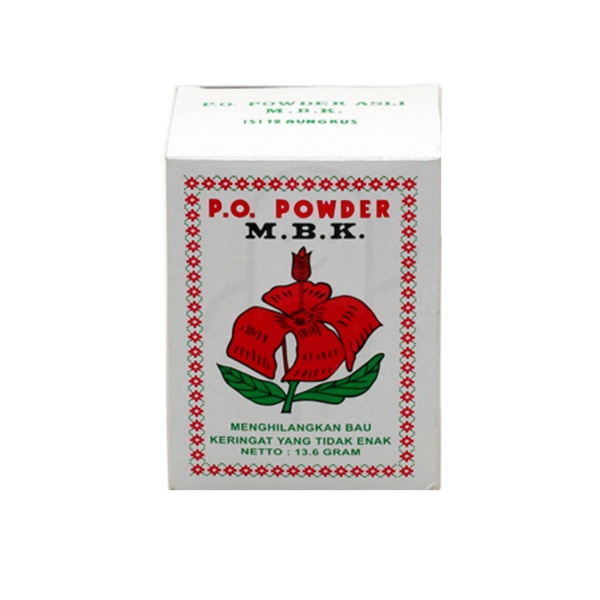 P.O. POWDER ASLI
M.B.K.
ISI 12 BUNGKUS
P.O. POWDER
M.B.K.
MENGHILANGKAN BAU
KERINGAT YANG TIDAK ENAK
NETTO : 13.6 GRAM